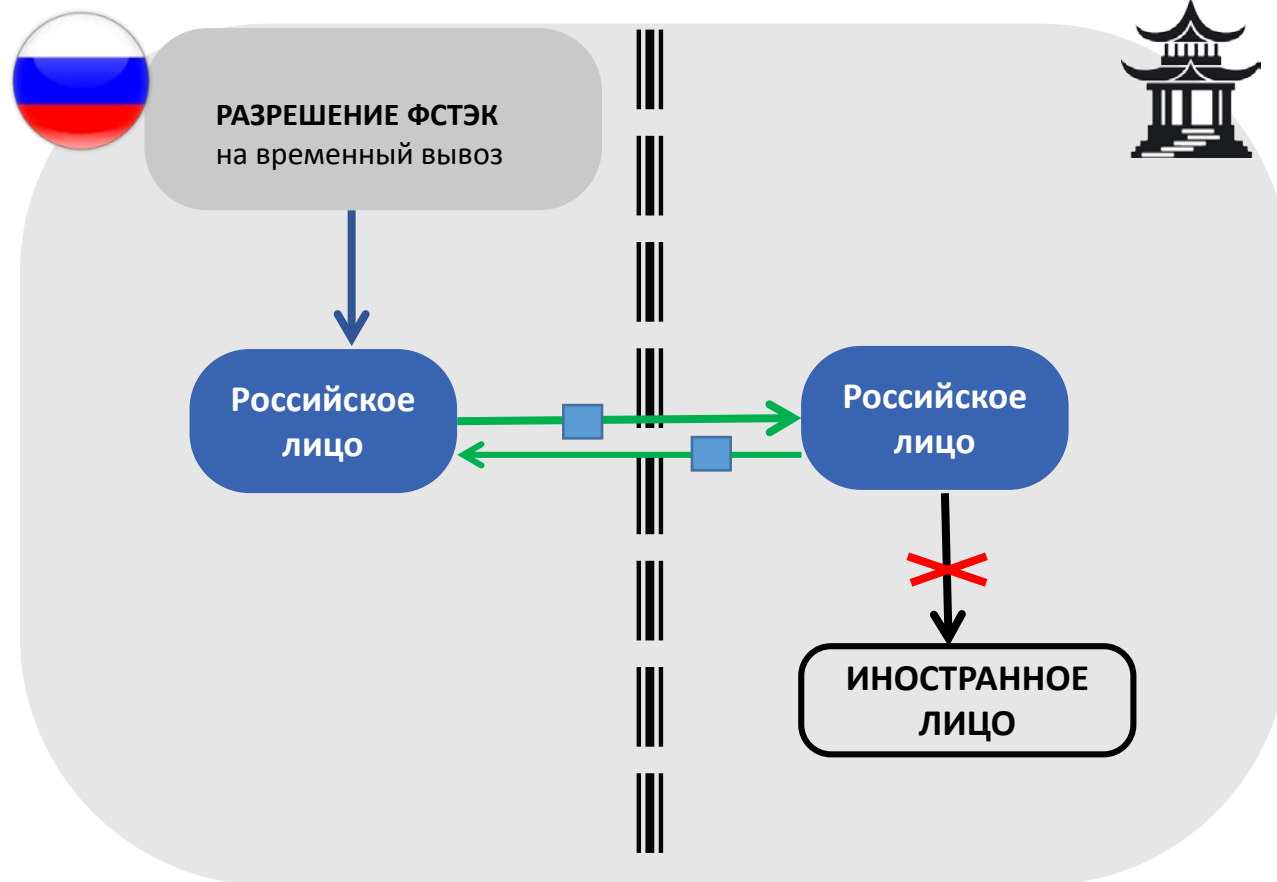 РАЗРЕШЕНИЕ ФСТЭК
на временный вывоз
Российское
лицо
Российское
лицо
ИНОСТРАННОЕ
ЛИЦО